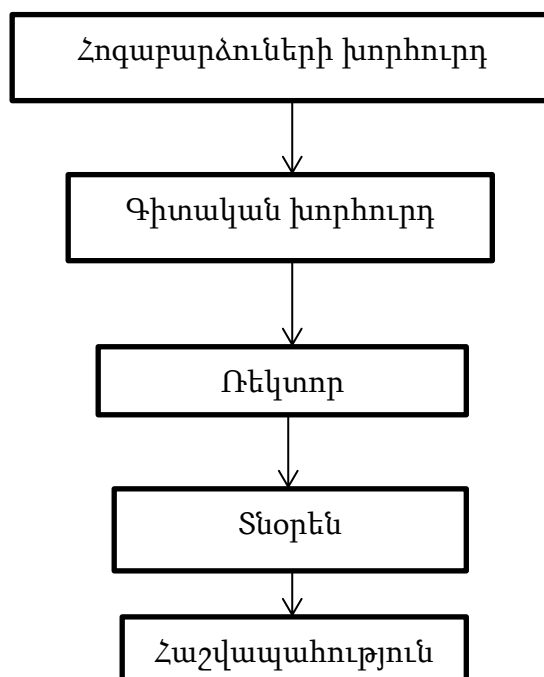 Հոգաբարձուների խորհուրդ
Գիտական խորհուրդ
Ռեկտոր
Տնօրեն
Հաշվապահություն